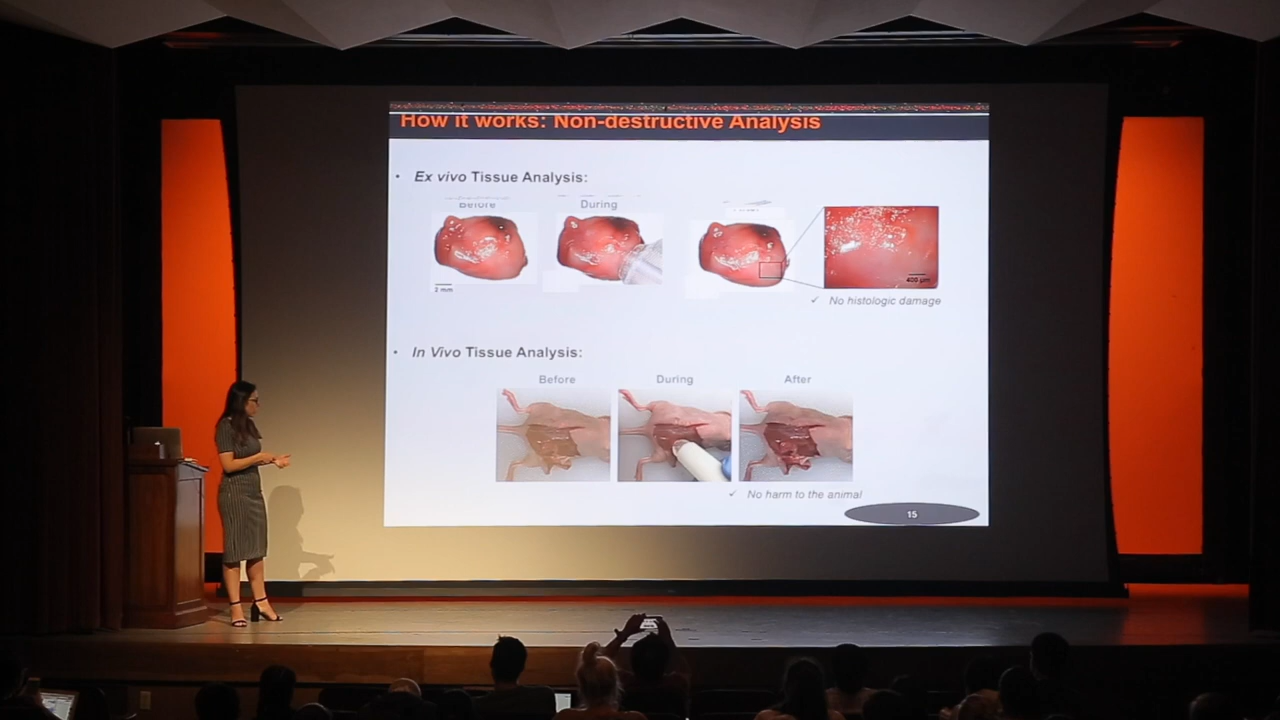 How it works: Non-destructive Analysis
• Ex vivo Tissue Analysis:
Before During
2 mm
400 µm
✓ No histologic damage
• In Vivo Tissue Analysis:
Before During After
✓ No harm to the animal
15